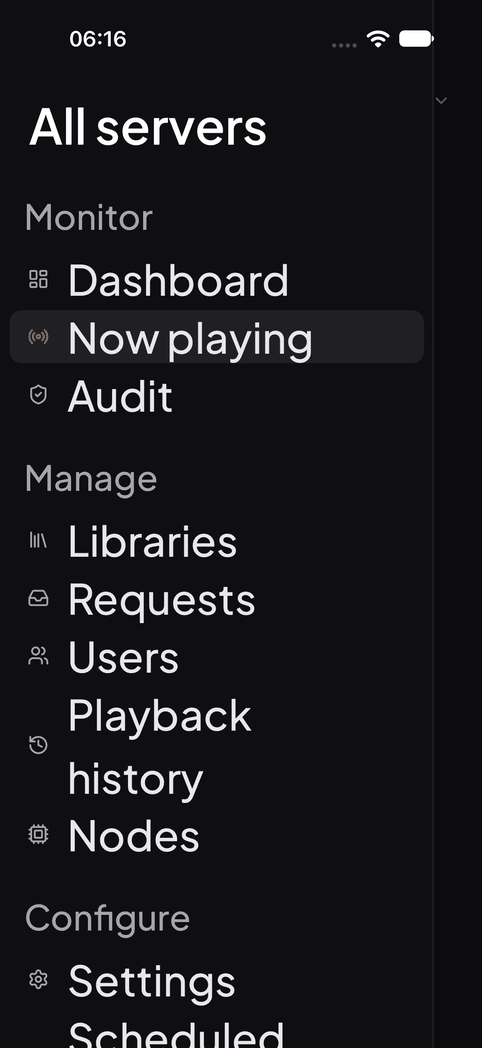 06:16
All servers
Monitor
Dashboard
Now playing
Audit
Manage
Libraries
Requests
Users
Playback
history
Nodes
Configure
Settings
Scheduled